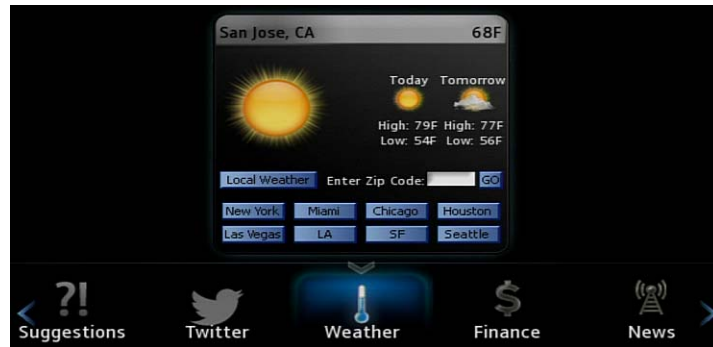 San Jose, CA 68F
Today Tomorrow
High: 79F High: 77F
Low: 54F Low: 56F
Local Weather Enter Zip Code: GO
New York Miami Chicago Houston
Las Vegas LA SF Seattle
?!
$
Suggestions Twitter Weather Finance News